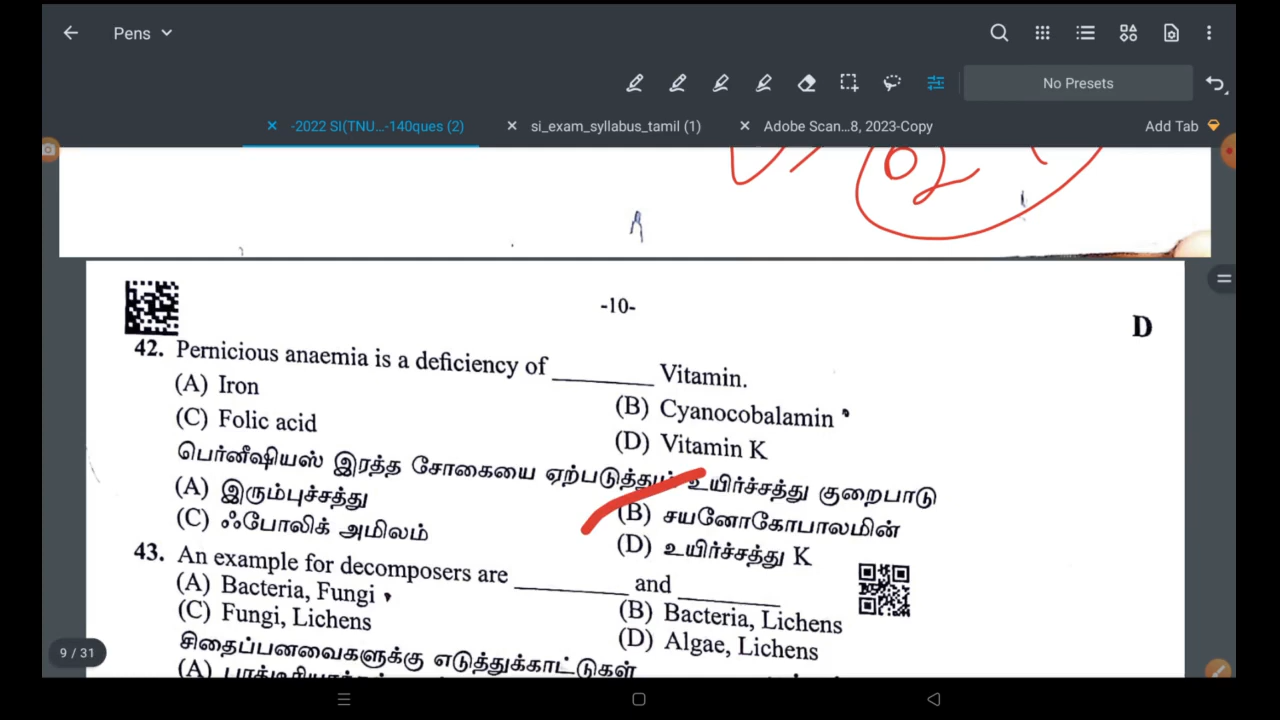 Pens
No Presets
-2022 SI(TNU...-140ques (2)
si_exam_syllabus_tamil (1)
Adobe Scan...8, 2023-Copy
Add Tab
62
-10-
D
42. Pernicious anaemia is a deficiency of ________ Vitamin.
(A) Iron
(B) Cyanocobalamin
(C) Folic acid
(D) Vitamin K
பெர்னீஷியஸ் இரத்த சோகையை ஏற்படுத்தும் உயிர்ச்சத்து குறைபாடு
(A) இரும்புச்சத்து
(B) சயனோகோபாலமின்
(C) ஃபோலிக் அமிலம்
(D) உயிர்ச்சத்து K
43. An example for decomposers are ________ and ________
(A) Bacteria, Fungi
(B) Bacteria, Lichens
(C) Fungi, Lichens
(D) Algae, Lichens
சிதைப்பனவைகளுக்கு எடுத்துக்காட்டுகள்
(A)
9 / 31